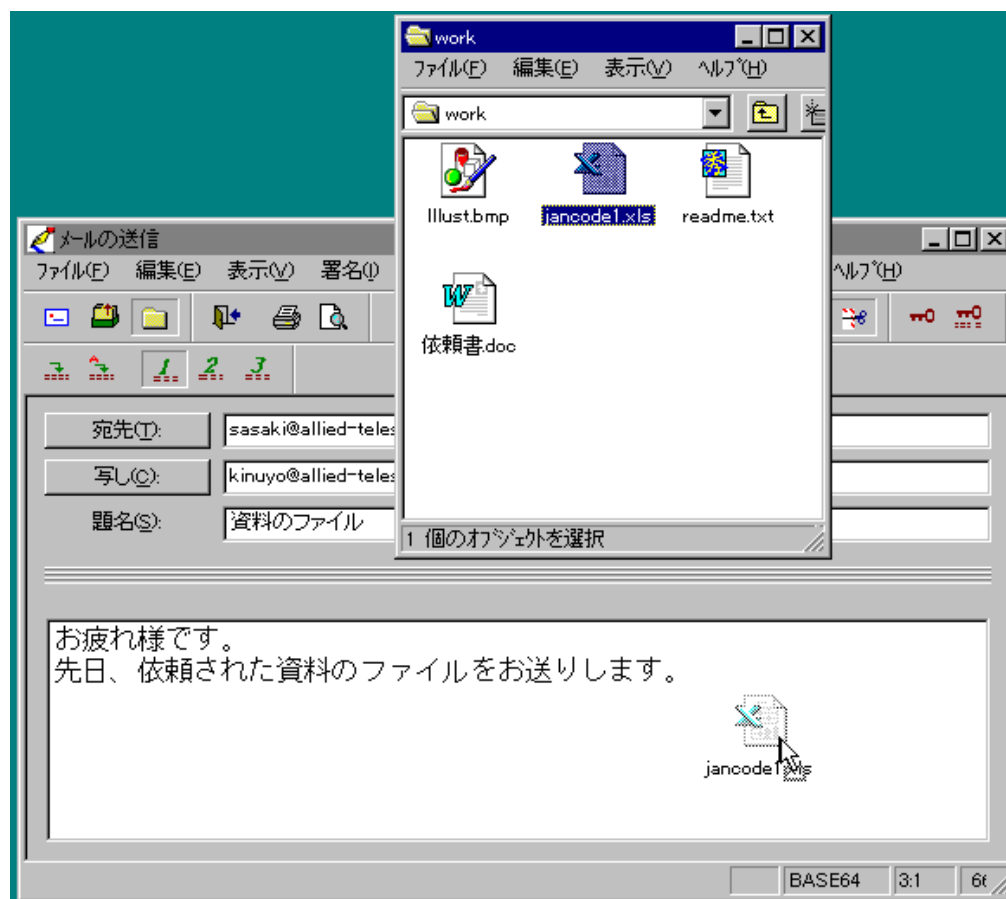 work
ファイル(F) 編集(E) 表示(V) ヘルプ(H)
work
Illust.bmp jancode1.xls readme.txt
依頼書.doc
1 個のオブジェクトを選択
メールの送信
ファイル(F) 編集(E) 表示(V) 署名(I) ヘルプ(H)
1 2 3
宛先(T): sasaki@allied-teles
写し(C): kinuyo@allied-teles
題名(S): 資料のファイル
お疲れ様です。
先日、依頼された資料のファイルをお送りします。
jancode1.xls
BASE64 3:1